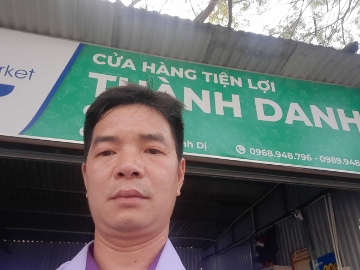 rket
CỬA HÀNG TIỆN LỢI
THÀNH DANH
0968.948.796 - 0989.948